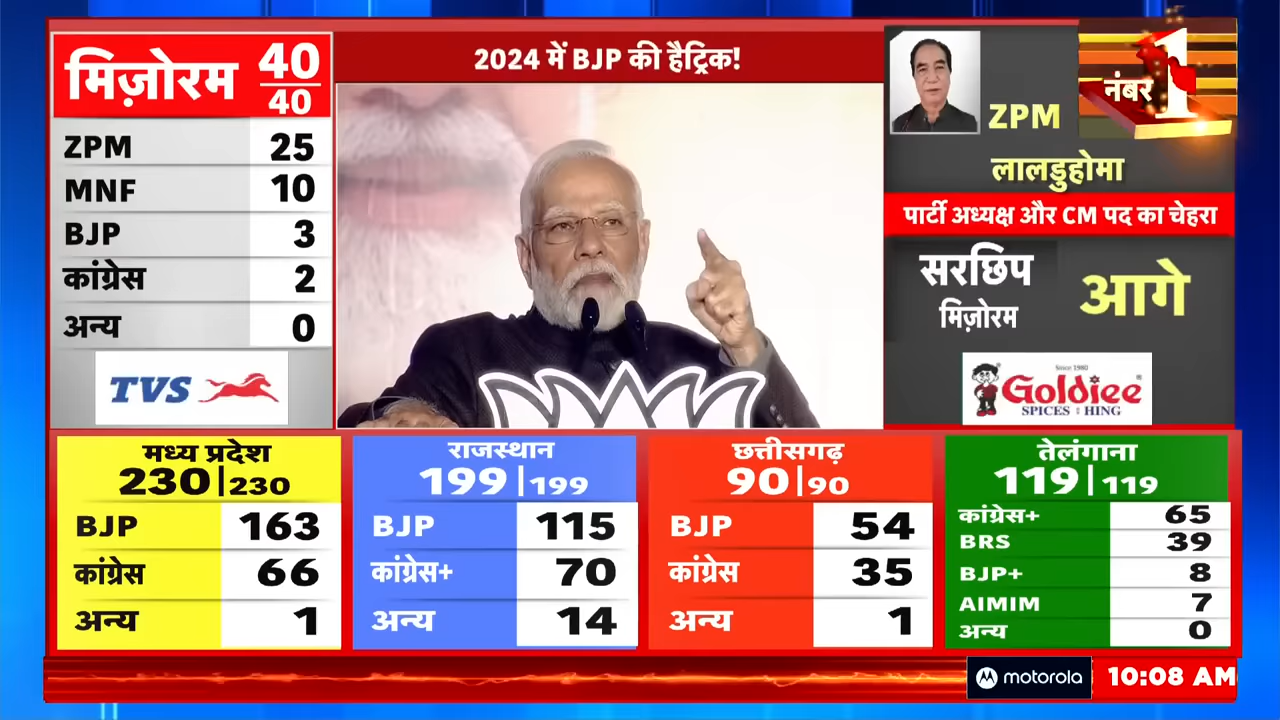 मिज़ोरम 40
40
ZPM 25
MNF 10
BJP 3
कांग्रेस 2
अन्य 0
TVS
2024 में BJP की हैट्रिक!
ZPM
नंबर 1
लालडुहोमा
पार्टी अध्यक्ष और CM पद का चेहरा
सरछिप
मिज़ोरम
आगे
Since 1980
Goldiee
SPICES HING
मध्य प्रदेश
230|230
BJP 163
कांग्रेस 66
अन्य 1
राजस्थान
199|199
BJP 115
कांग्रेस+ 70
अन्य 14
छत्तीसगढ़
90|90
BJP 54
कांग्रेस 35
अन्य 1
तेलंगाना
119|119
कांग्रेस+ 65
BRS 39
BJP+ 8
AIMIM 7
अन्य 0
motorola
10:08 AM